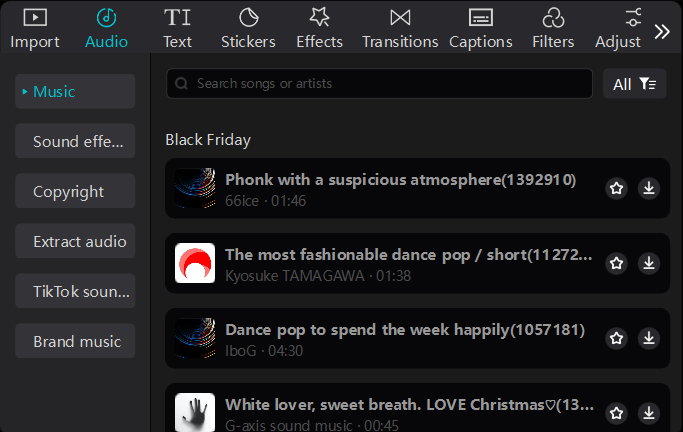 Import Audio Text Stickers Effects Transitions Captions Filters Adjust
Music
Sound effe...
Copyright
Extract audio
TikTok soun...
Brand music
Search songs or artists
All
Black Friday
Phonk with a suspicious atmosphere(1392910)
66ice · 01:46
The most fashionable dance pop / short(11272...
Kyosuke TAMAGAWA · 01:38
Dance pop to spend the week happily(1057181)
IboG · 04:30
White lover, sweet breath. LOVE Christmas♡(13...
G-axis sound music · 00:45